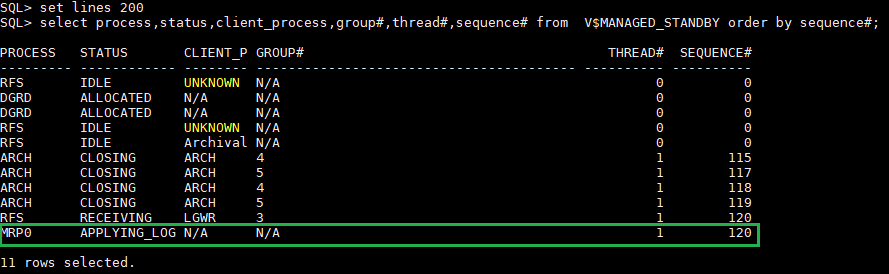 SQL> set lines 200
SQL> select process,status,client_process,group#,thread#,sequence# from  V$MANAGED_STANDBY order by sequence#;
PROCESS   STATUS       CLIENT_P GROUP#                                      THREAD#  SEQUENCE#
--------- ------------ -------- ---------------------------------------- ---------- ----------
RFS       IDLE         UNKNOWN  N/A                                               0          0
DGRD      ALLOCATED    N/A      N/A                                               0          0
DGRD      ALLOCATED    N/A      N/A                                               0          0
RFS       IDLE         UNKNOWN  N/A                                               0          0
RFS       IDLE         Archival N/A                                               0          0
ARCH      CLOSING      ARCH     4                                                 1        115
ARCH      CLOSING      ARCH     5                                                 1        117
ARCH      CLOSING      ARCH     4                                                 1        118
ARCH      CLOSING      ARCH     5                                                 1        119
RFS       RECEIVING    LGWR     3                                                 1        120
MRP0      APPLYING_LOG N/A      N/A                                               1        120
11 rows selected.